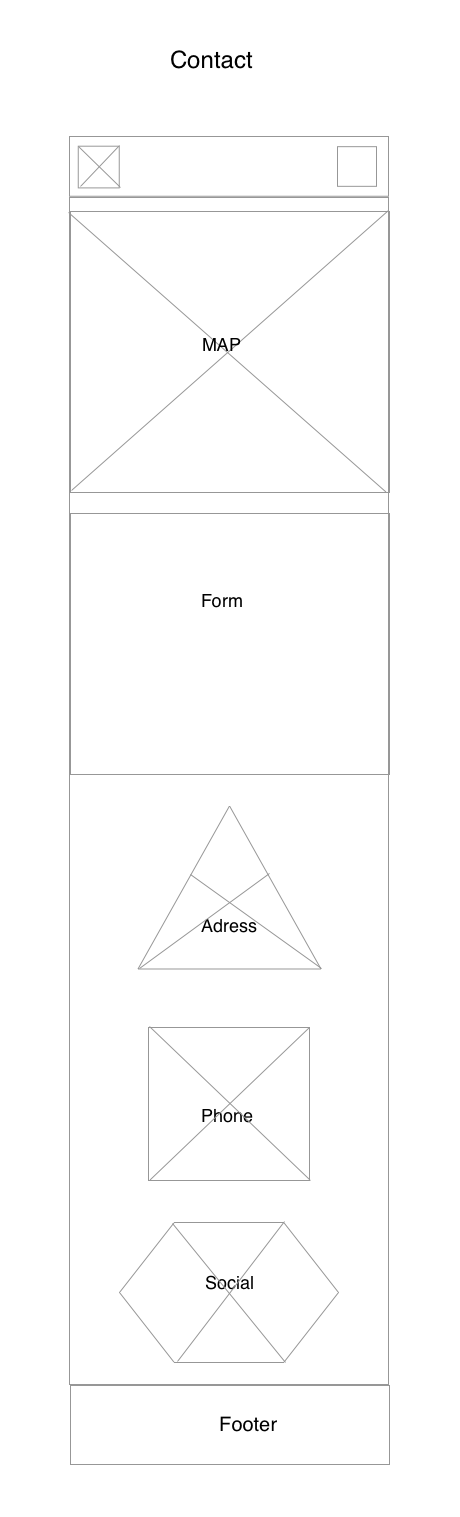 Contact
MAP
Form
Adress
Phone
Social
Footer